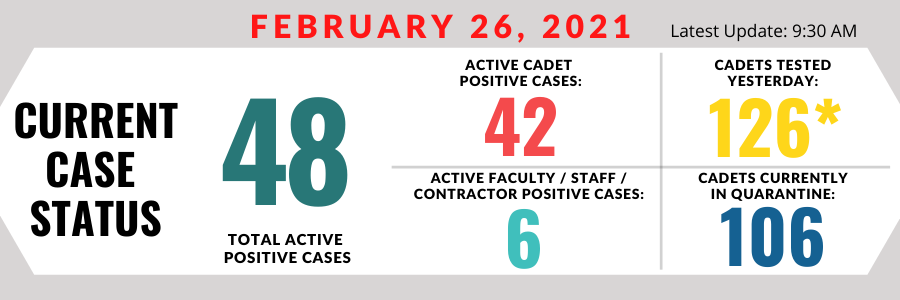 FEBRUARY 26, 2021
Latest Update: 9:30 AM
CURRENT
CASE
STATUS
48
TOTAL ACTIVE
POSITIVE CASES
ACTIVE CADET
POSITIVE CASES:
42
CADETS TESTED
YESTERDAY:
126*
ACTIVE FACULTY / STAFF /
CONTRACTOR POSITIVE CASES:
6
CADETS CURRENTLY
IN QUARANTINE:
106